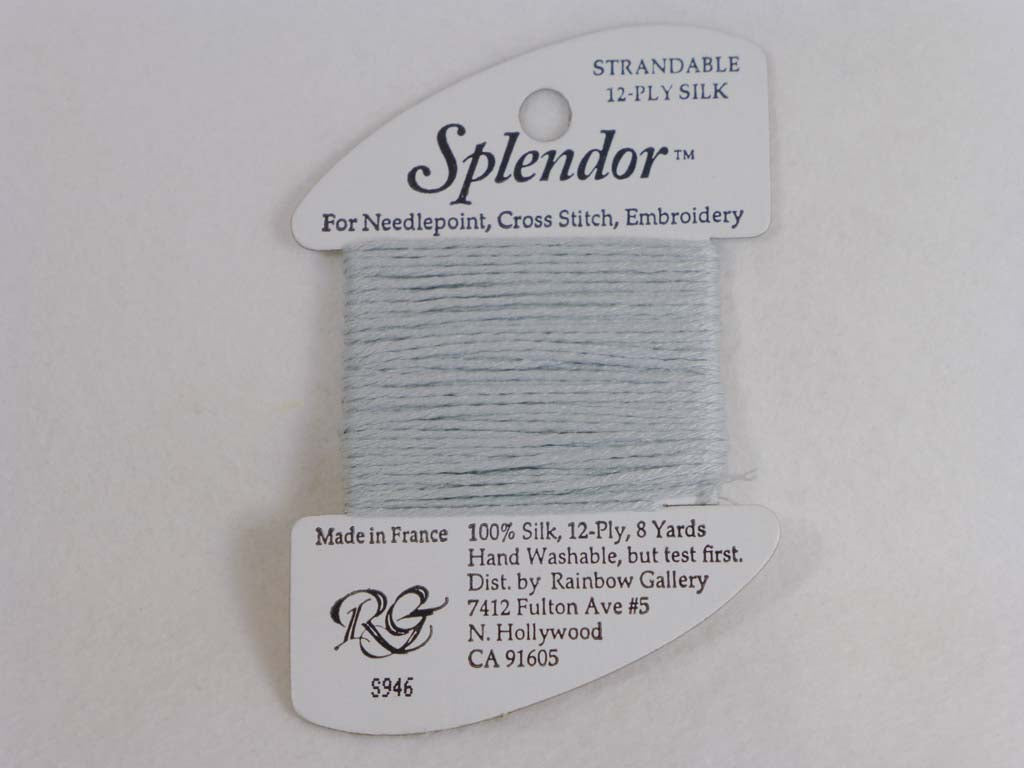 STRANDABLE
12-PLY SILK
Splendor™
For Needlepoint, Cross Stitch, Embroidery
Made in France
RG
S946
100% Silk, 12-Ply, 8 Yards
Hand Washable, but test first.
Dist. by Rainbow Gallery
7412 Fulton Ave #5
N. Hollywood
CA 91605